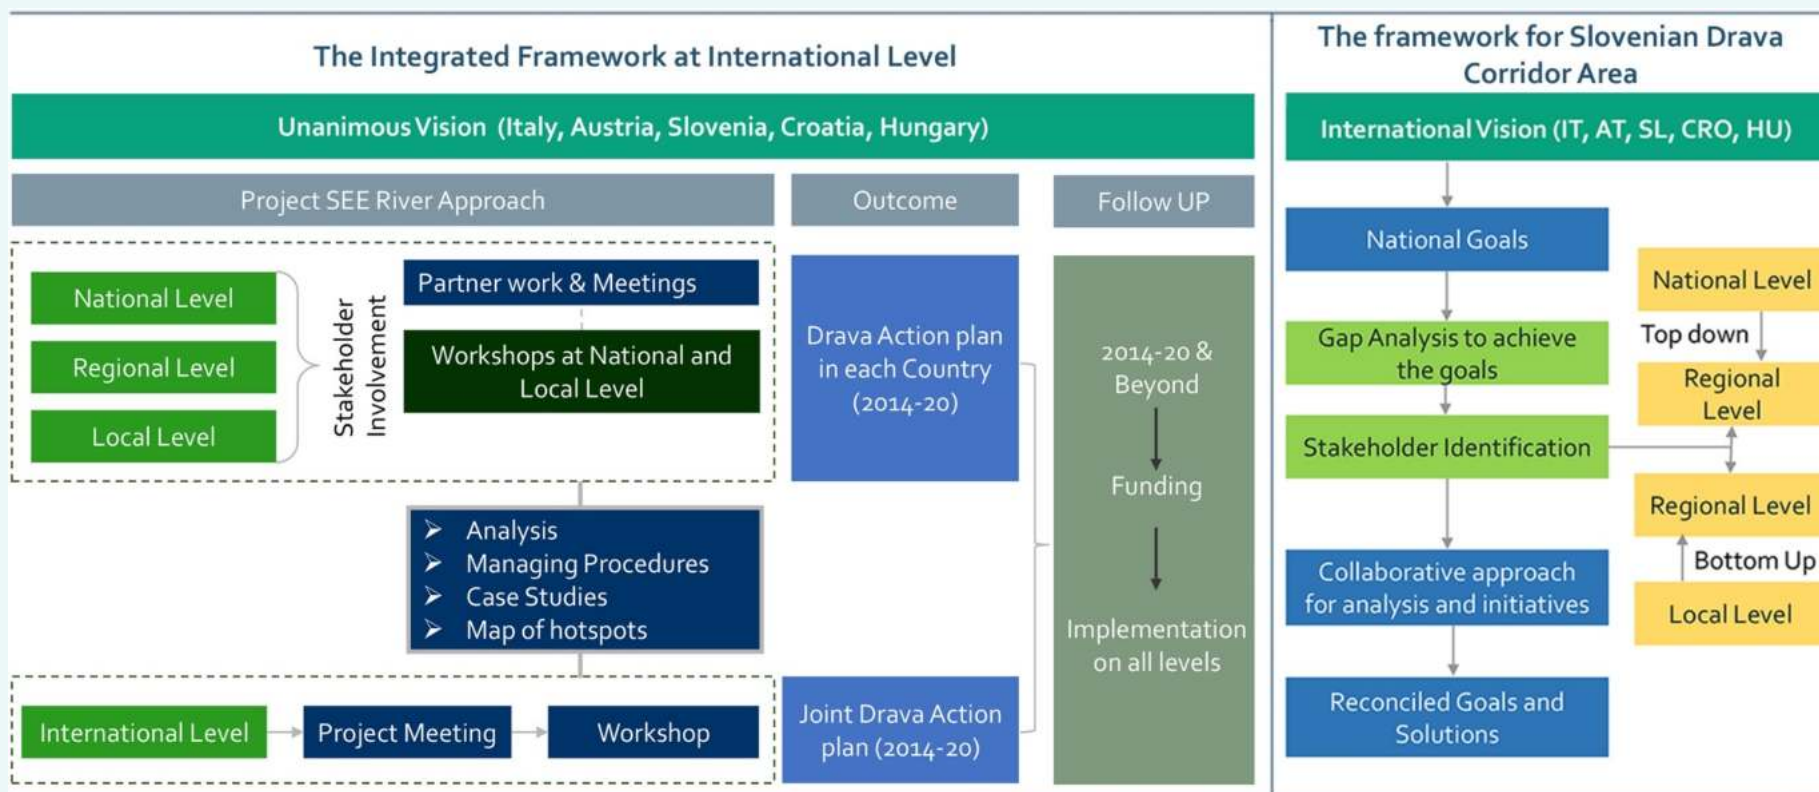 The Integrated Framework at International Level
Unanimous Vision (Italy, Austria, Slovenia, Croatia, Hungary)
Project SEE River Approach
Outcome
Follow UP
National Level
Regional Level
Local Level
Stakeholder
Involvement
Partner work & Meetings
Workshops at National and
Local Level
Drava Action plan
in each Country
(2014-20)
2014-20 &
Beyond
Funding
Implementation
on all levels
➢ Analysis
➢ Managing Procedures
➢ Case Studies
➢ Map of hotspots
International Level
Project Meeting
Workshop
Joint Drava Action
plan (2014-20)
The framework for Slovenian Drava
Corridor Area
International Vision (IT, AT, SL, CRO, HU)
National Goals
Gap Analysis to achieve
the goals
Stakeholder Identification
Collaborative approach
for analysis and initiatives
Reconciled Goals and
Solutions
National Level
Top down
Regional
Level
Regional Level
Bottom Up
Local Level